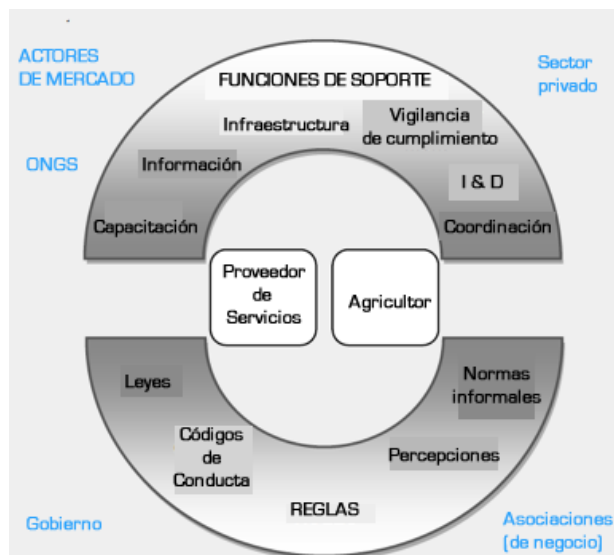 ACTORES
DE MERCADO
Sector
privado
FUNCIONES DE SOPORTE
Infraestructura
Vigilancia
de cumplimiento
ONGS
Información
I & D
Capacitación
Coordinación
Proveedor
de
Servicios
Agricultor
Leyes
Normas
informales
Códigos
de
Conducta
Percepciones
REGLAS
Gobierno
Asociaciones
(de negocio)